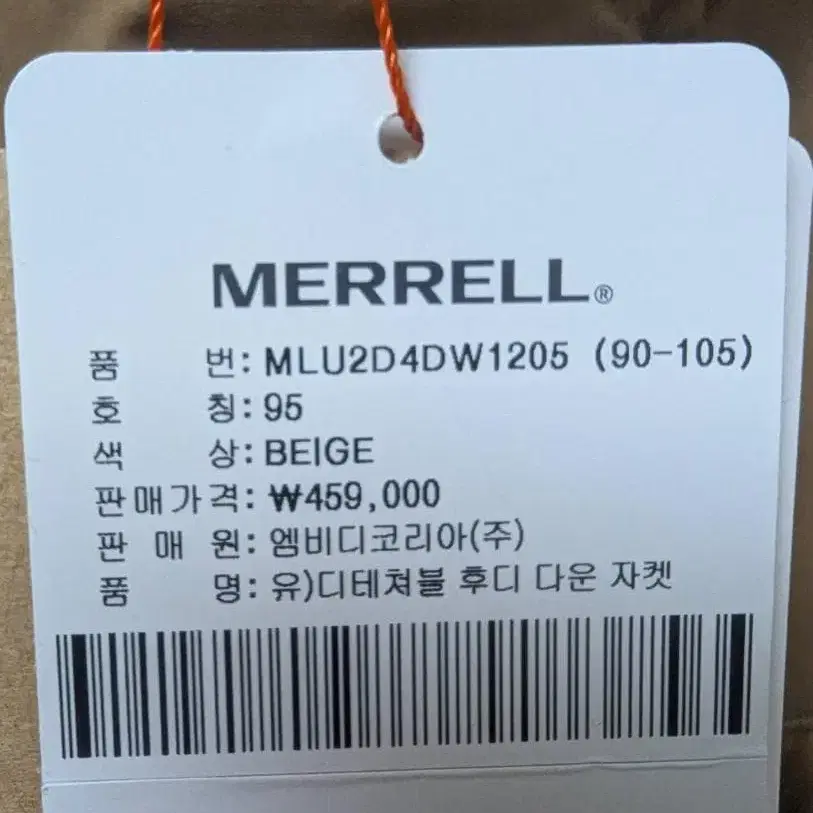 MERRELL®
품 번: MLU2D4DW1205 (90-105)
호 칭: 95
색 상: BEIGE
판매가격: ₩459,000
판 매 원: 엠비디코리아(주)
품 명: 유)디테쳐블 후디 다운 자켓